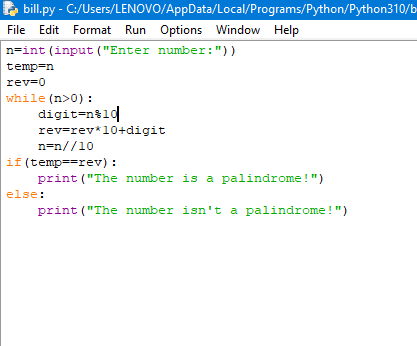 bill.py - C:/Users/LENOVO/AppData/Local/Programs/Python/Python310/b
File Edit Format Run Options Window Help
n=int(input("Enter number:"))
temp=n
rev=0
while(n>0):
    digit=n%10
    rev=rev*10+digit
    n=n//10
if(temp==rev):
    print("The number is a palindrome!")
else:
    print("The number isn't a palindrome!")